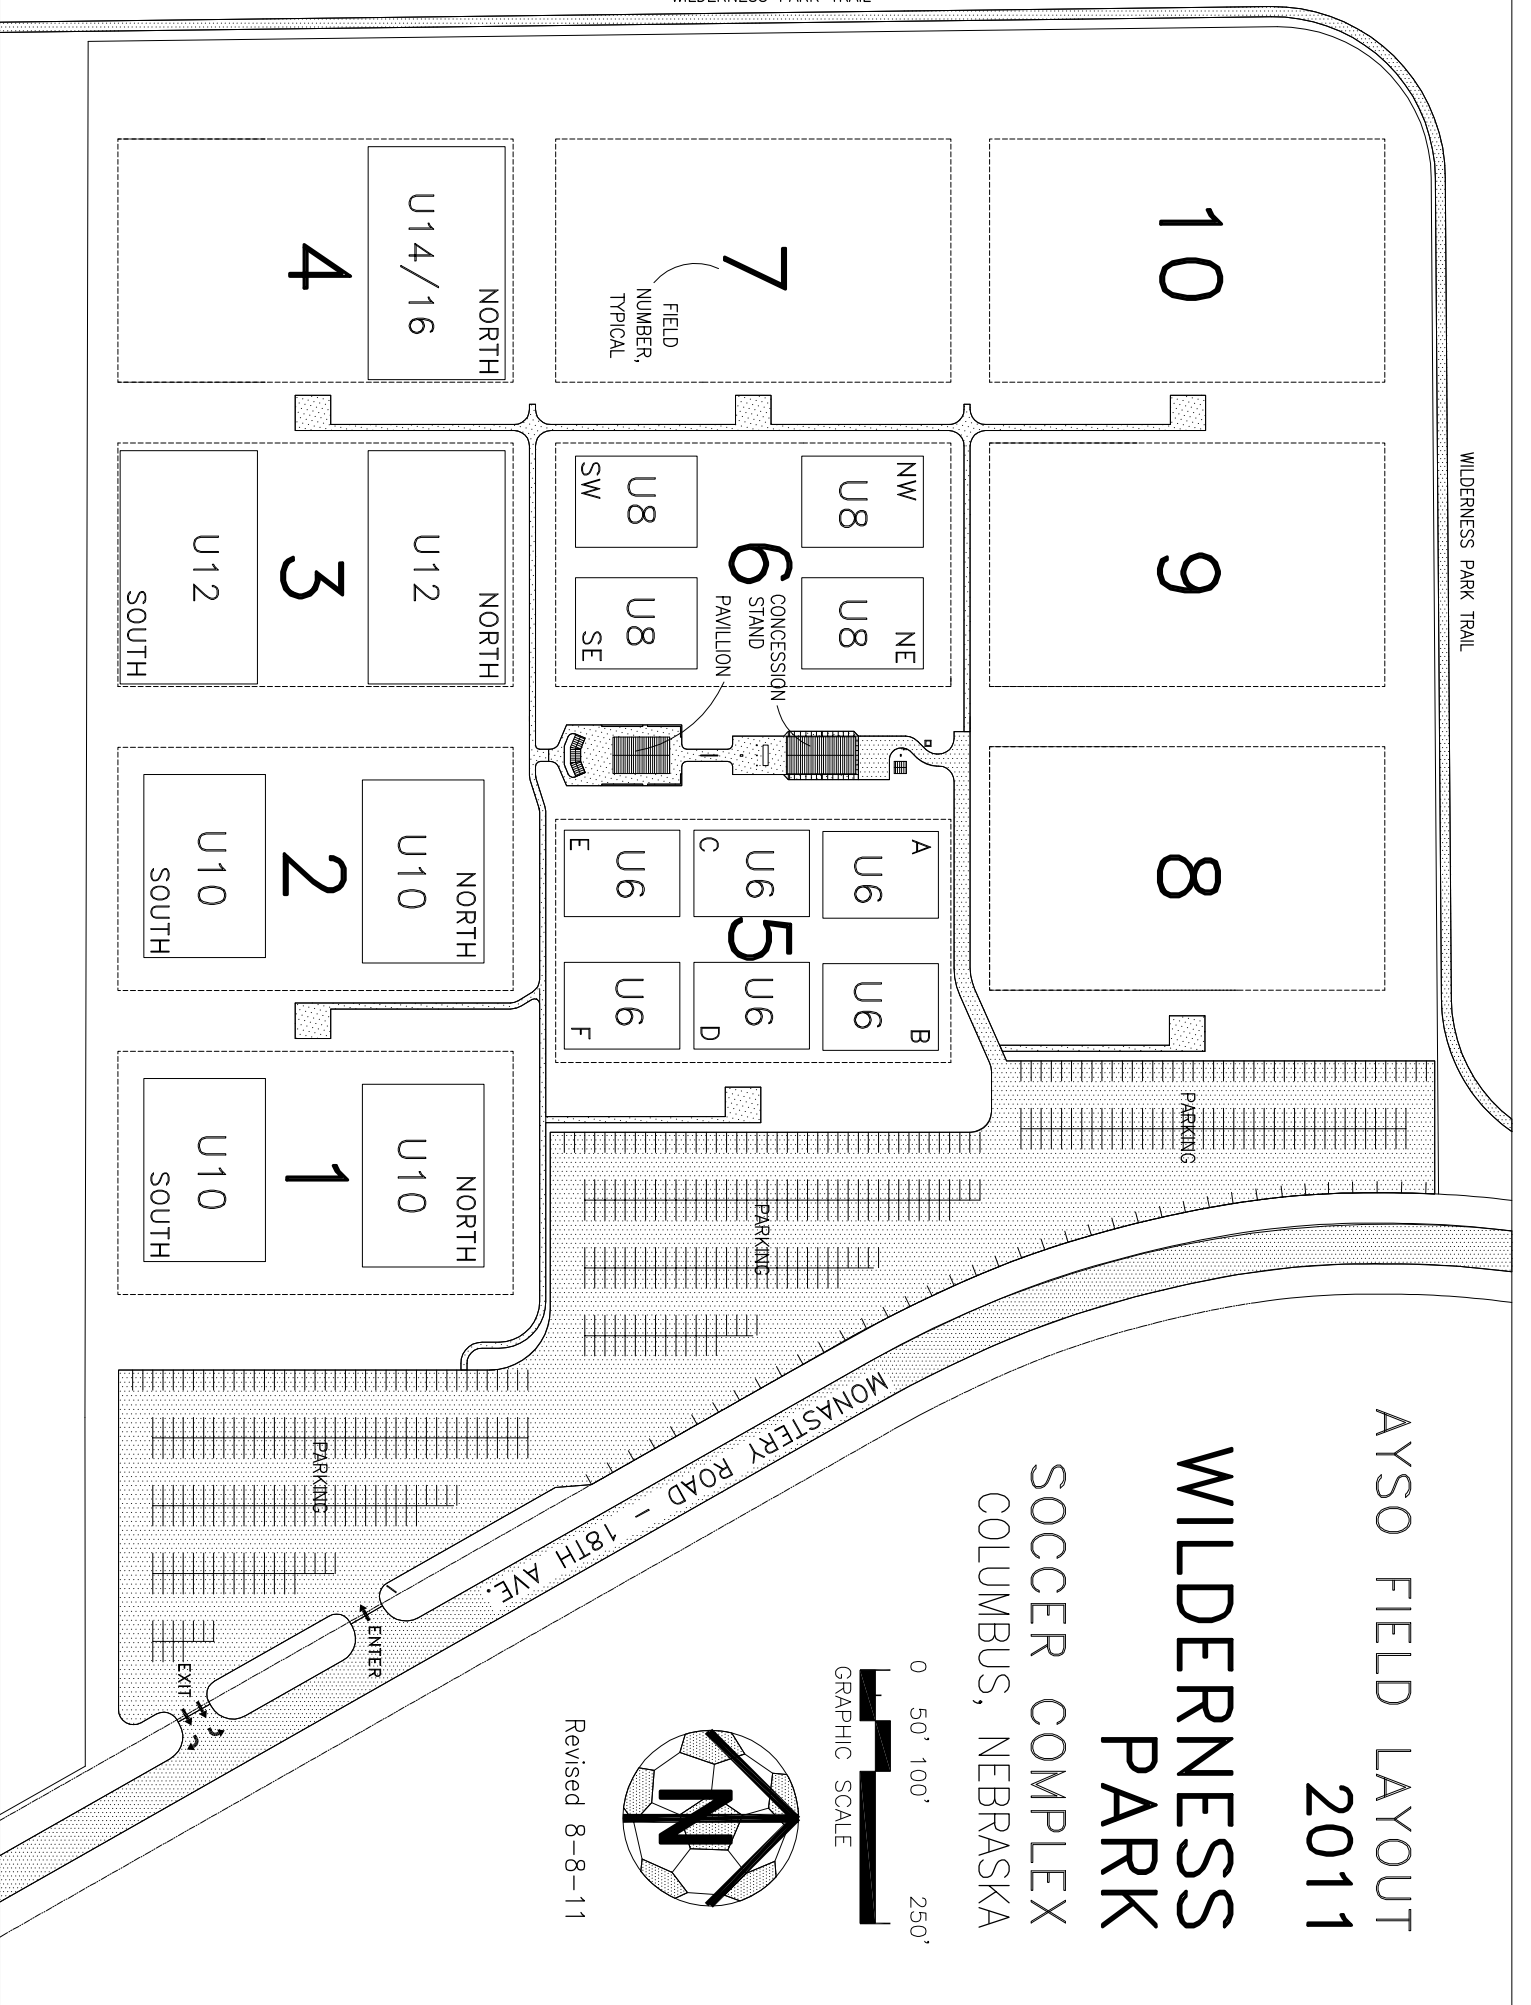 WILDERNESS PARK TRAIL
WILDERNESS PARK TRAIL
AYSO FIELD LAYOUT
2011
WILDERNESS
PARK
SOCCER COMPLEX
COLUMBUS, NEBRASKA
0 50' 100' 250'
GRAPHIC SCALE
N
Revised 8-8-11
10
9
8
PARKING
7
FIELD
NUMBER,
TYPICAL
NW
U8
NE
U8
6
SW
U8
SE
U8
CONCESSION
STAND
PAVILLION
A
U6
B
U6
5
C
U6
D
U6
E
U6
F
U6
PARKING
MONASTERY ROAD - 18TH AVE.
NORTH
U14/16
4
NORTH
U12
3
U12
SOUTH
NORTH
U10
2
U10
SOUTH
NORTH
U10
1
U10
SOUTH
PARKING
ENTER
EXIT